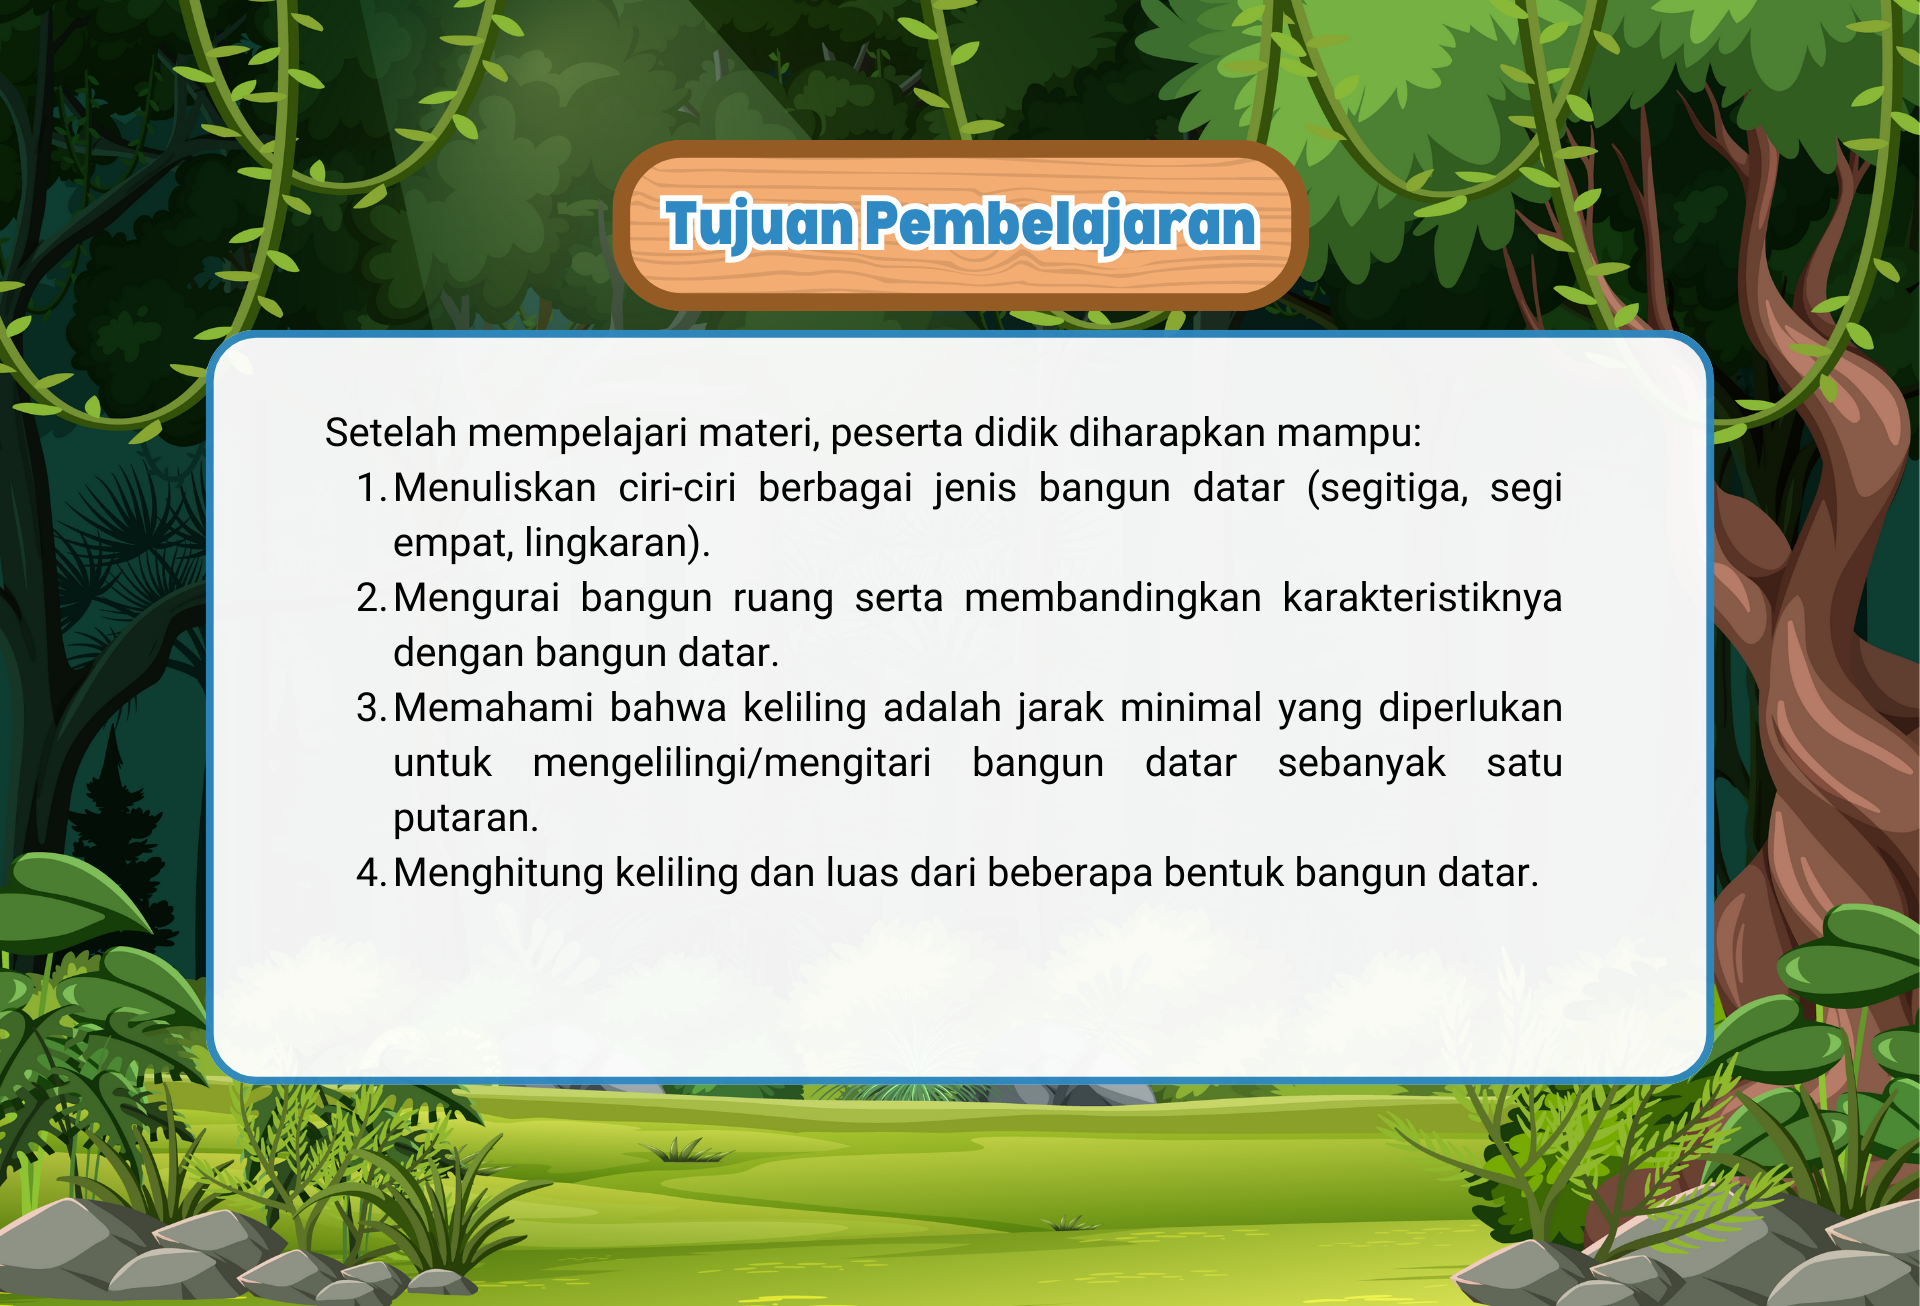 Tujuan Pembelajaran
Setelah mempelajari materi, peserta didik diharapkan mampu:
1. Menuliskan ciri-ciri berbagai jenis bangun datar (segitiga, segi
empat, lingkaran).
2. Mengurai bangun ruang serta membandingkan karakteristiknya
dengan bangun datar.
3. Memahami bahwa keliling adalah jarak minimal yang diperlukan
untuk mengelilingi/mengitari bangun datar sebanyak satu
putaran.
4. Menghitung keliling dan luas dari beberapa bentuk bangun datar.